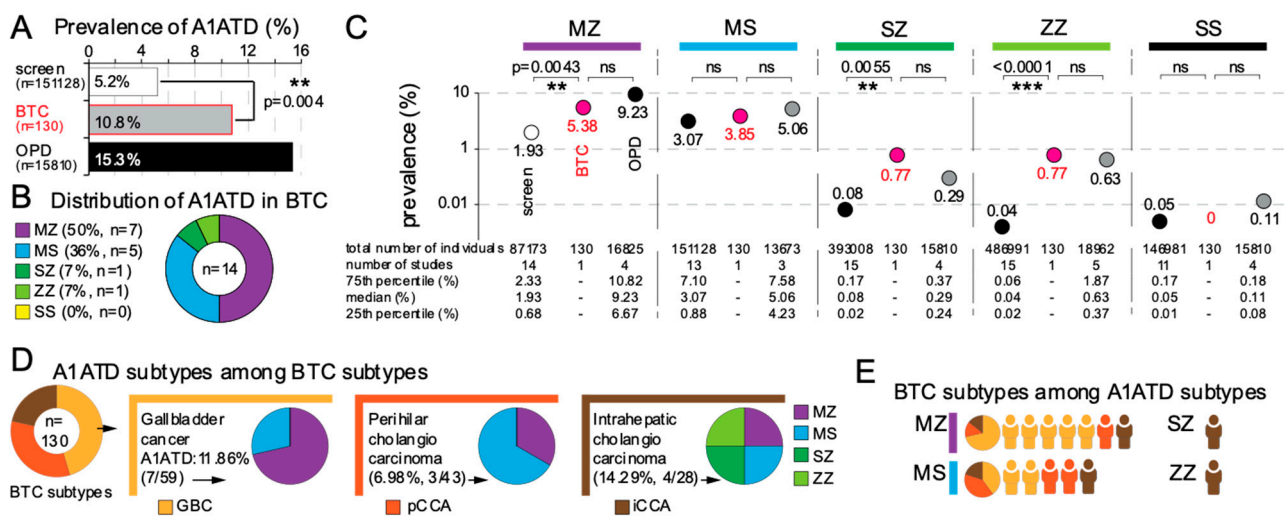 A
Prevalence of A1ATD (%)
0 4 8 12 16
screen
(n=151128)
5.2%
**
p=0.004
BTC
(n=130)
10.8%
OPD
(n=15810)
15.3%
B
Distribution of A1ATD in BTC
MZ (50%, n=7)
MS (36%, n=5)
SZ (7%, n=1)
ZZ (7%, n=1)
SS (0%, n=0)
n=14
C
MZ MS SZ ZZ SS
p=0.0043 ns ns ns 0.0055 ns <0.0001 ns ns ns
** ** ***
prevalence (%)
10
1
0.01
1.93 5.38 9.23 3.07 3.85 5.06 0.08 0.77 0.29 0.04 0.77 0.63 0.05 0 0.11
screen BTC OPD
total number of individuals 87173 130 16825 151128 130 13673 393008 130 15810 486991 130 18962 146981 130 15810
number of studies 14 1 4 13 1 3 15 1 4 15 1 5 11 1 4
75th percentile (%) 2.33 - 10.82 7.10 - 7.58 0.17 - 0.37 0.06 - 1.87 0.17 - 0.18
median (%) 1.93 - 9.23 3.07 - 5.06 0.08 - 0.29 0.04 - 0.63 0.05 - 0.11
25th percentile (%) 0.68 - 6.67 0.88 - 4.23 0.02 - 0.24 0.02 - 0.37 0.01 - 0.08
D
A1ATD subtypes among BTC subtypes
n=
130
BTC subtypes
Gallbladder
cancer
A1ATD: 11.86%
(7/59)
GBC
Perihilar
cholangio
carcinoma
(6.98%, 3/43)
pCCA
Intrahepatic
cholangio
carcinoma
(14.29%, 4/28)
iCCA
MZ
MS
SZ
ZZ
E
BTC subtypes among A1ATD subtypes
MZ
SZ
MS
ZZ